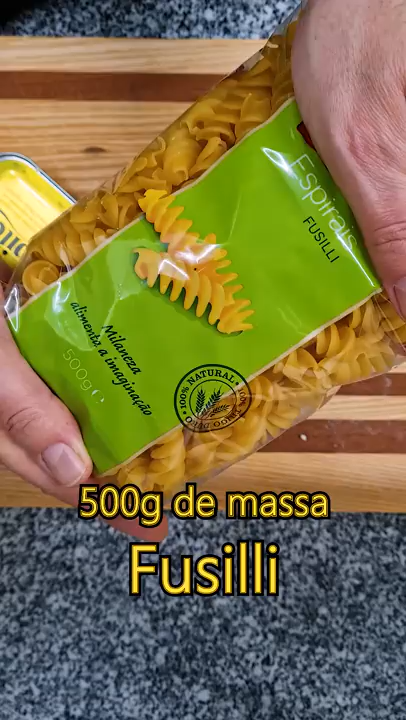 Espirais
FUSILLI
Milaneza
alimenta a imaginação
500g e
100% NATURAL
500g de massa
Fusilli